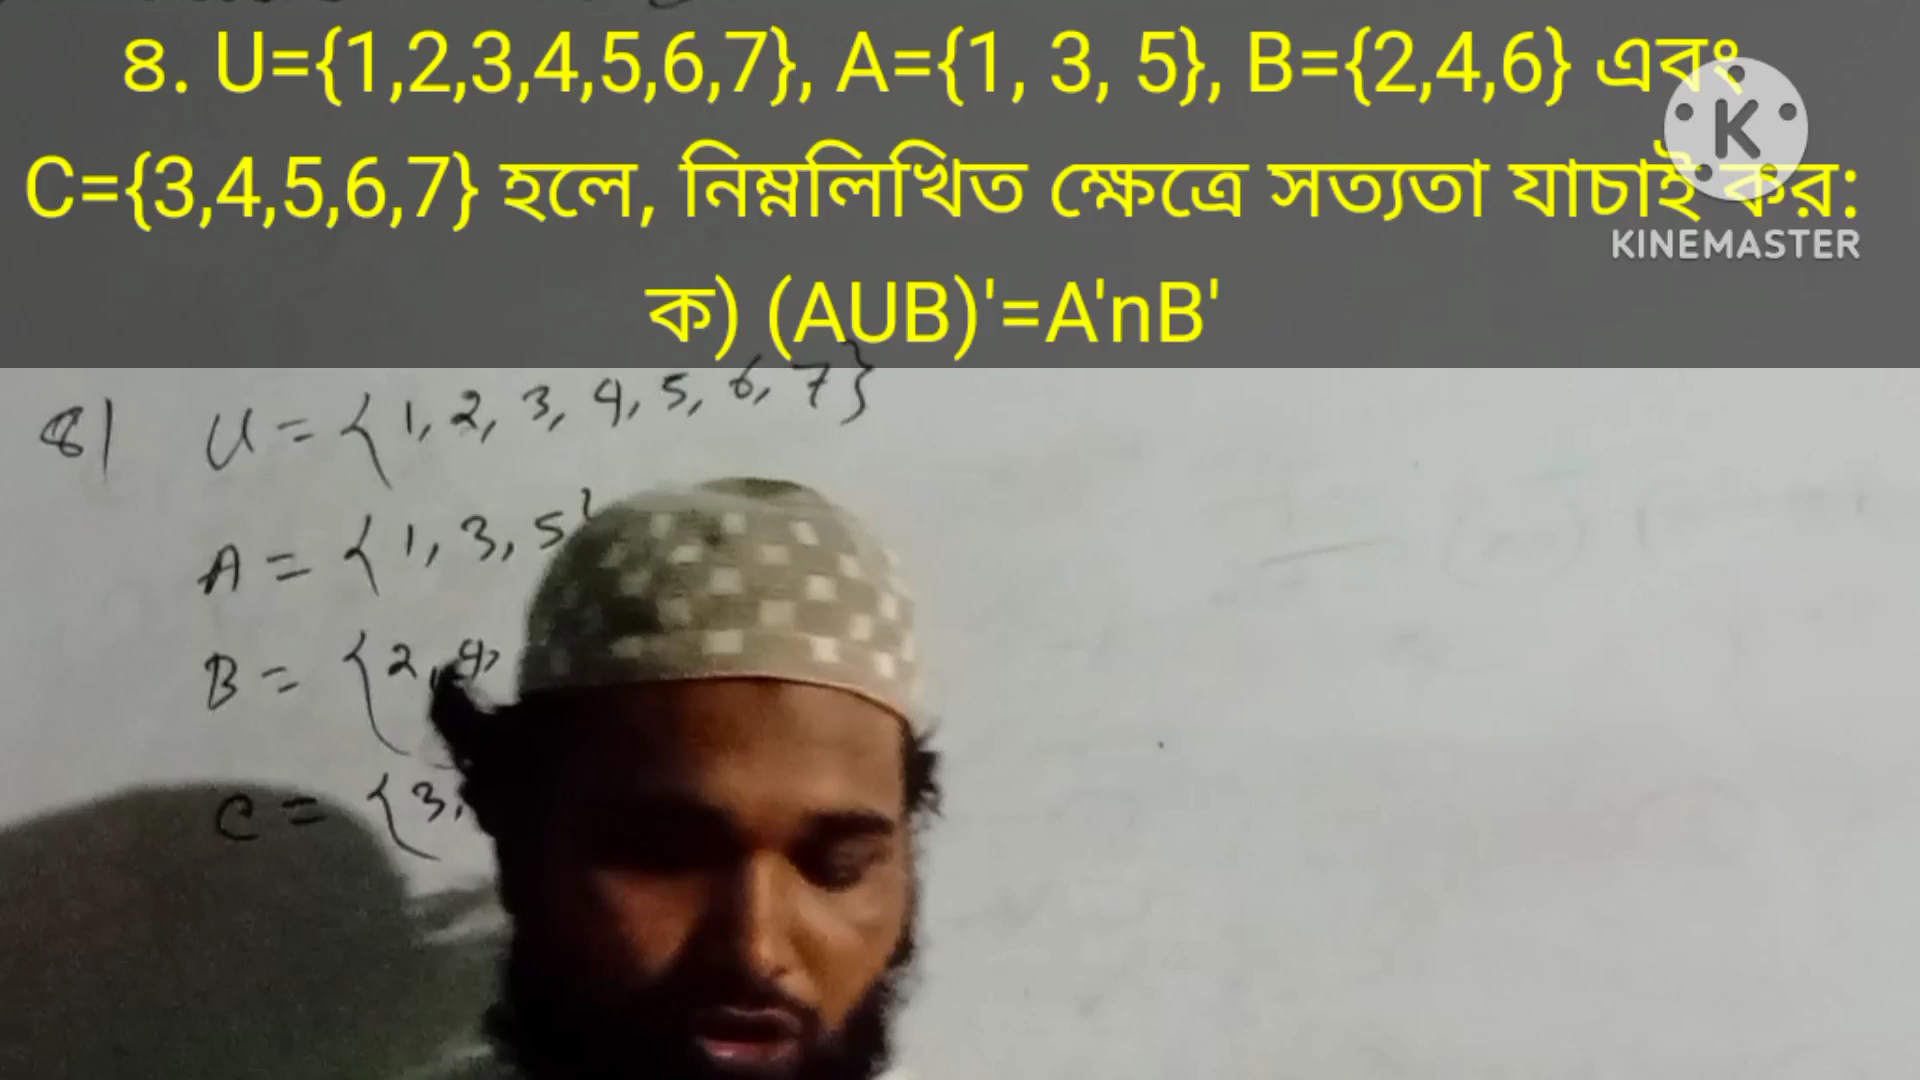 ৪. U={1,2,3,4,5,6,7}, A={1, 3, 5}, B={2,4,6} এবং
C={3,4,5,6,7} হলে, নিম্নলিখিত ক্ষেত্রে সত্যতা যাচাই কর:
ক) (AUB)'=A'nB'
K
KINEMASTER
8) U = {1, 2, 3, 4, 5, 6, 7}
A = {1, 3, 5}
B = {2, 4,
C = {3,